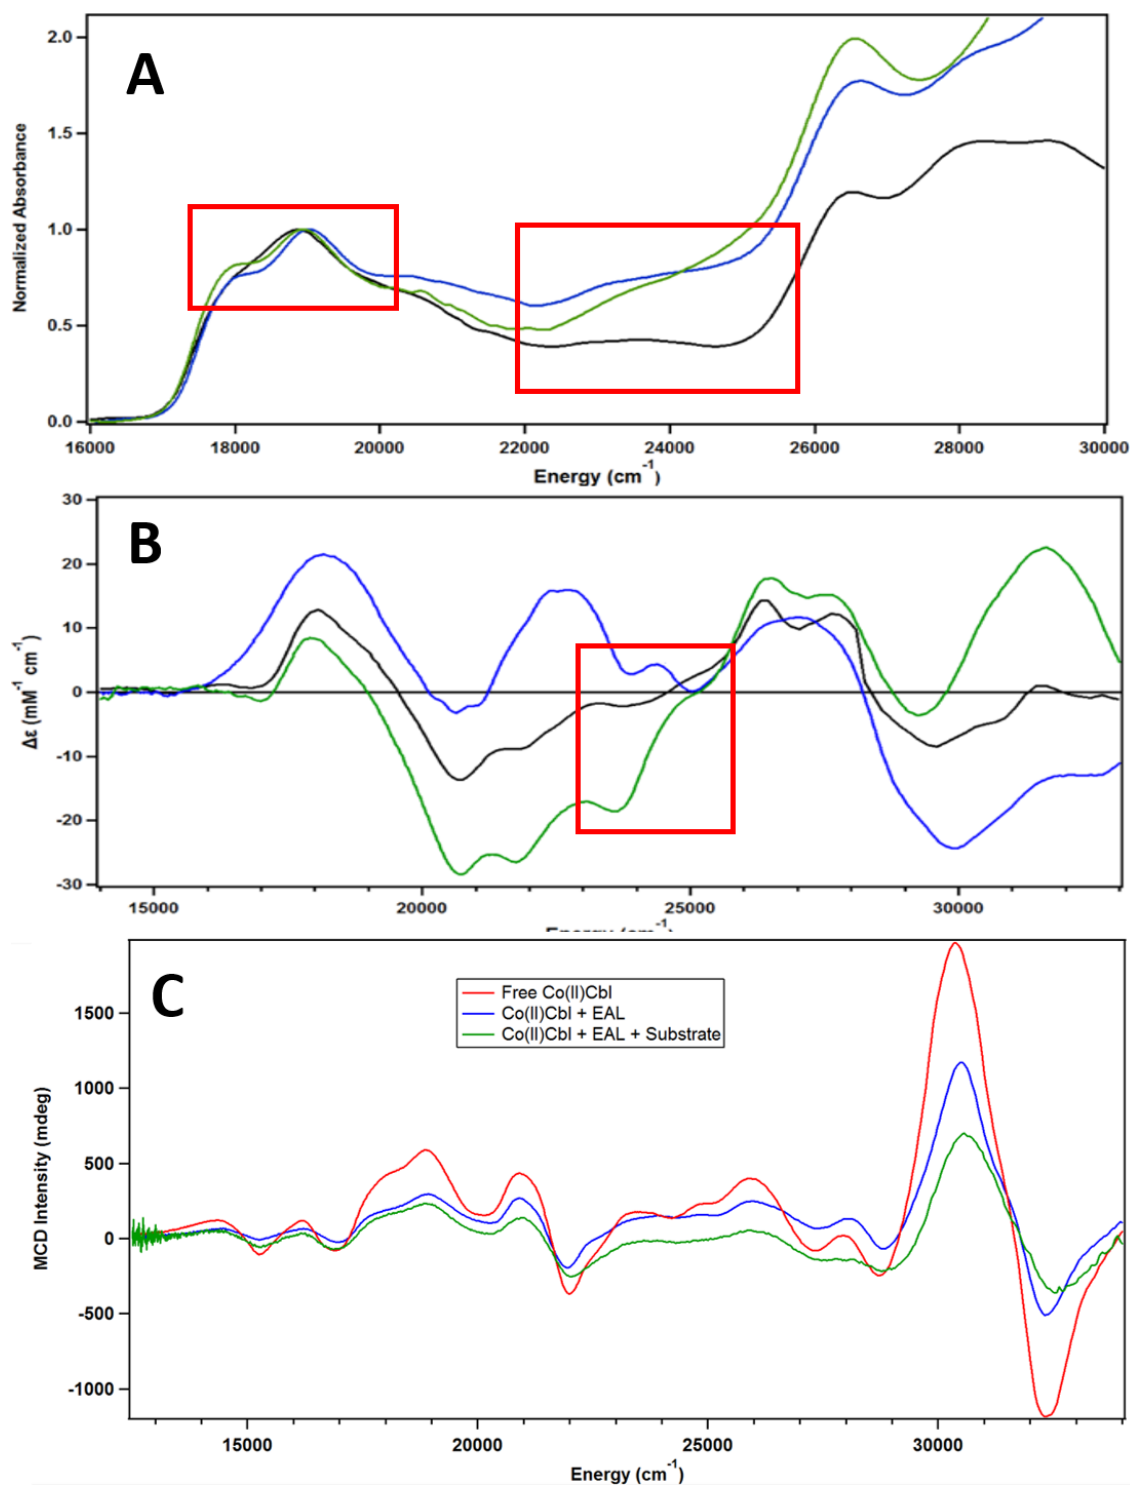 A
Normalized Absorbance
2.0
1.5
1.0
0.5
0.0
16000 18000 20000 22000 24000 26000 28000 30000
Energy (cm⁻¹)
B
Δε (mM⁻¹ cm⁻¹)
30
20
10
0
-10
-20
-30
15000 20000 25000 30000
Energy (cm⁻¹)
C
Free Co(II)Cbl
Co(II)Cbl + EAL
Co(II)Cbl + EAL + Substrate
MCD Intensity (mdeg)
1500
1000
500
0
-500
-1000
15000 20000 25000 30000
Energy (cm⁻¹)